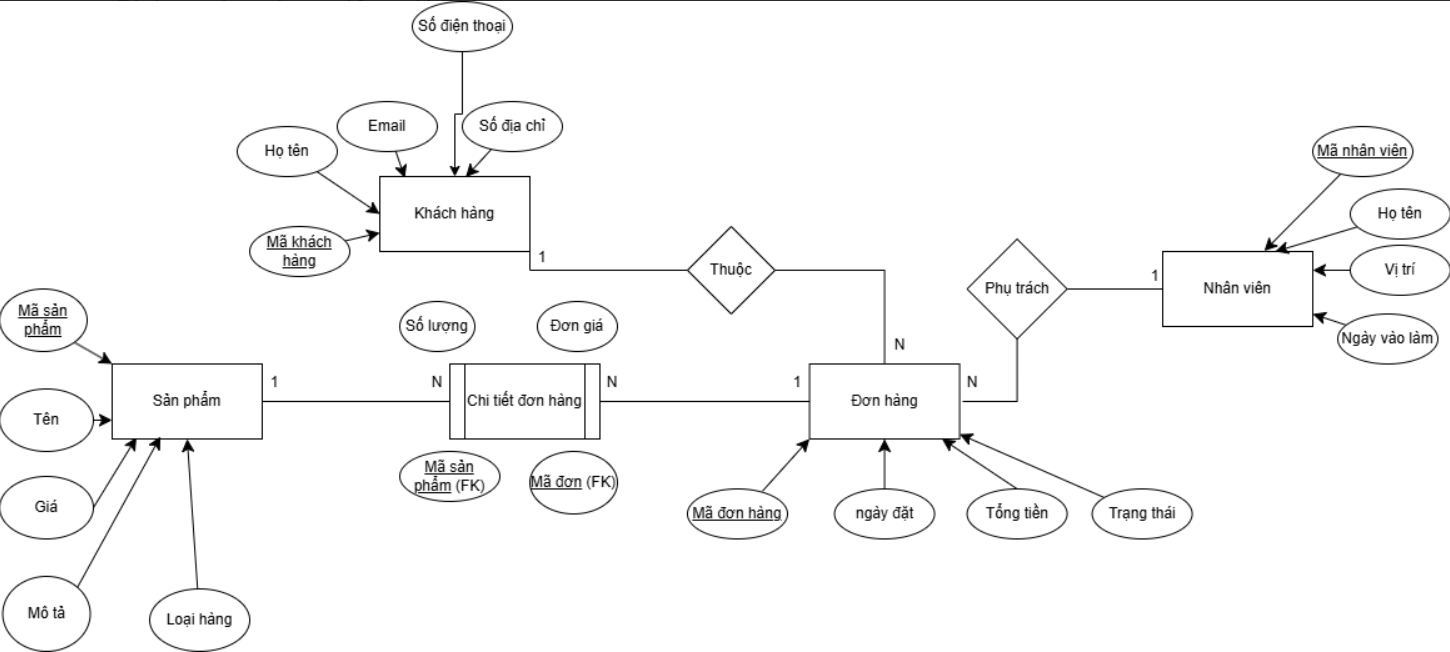 Số điện thoại
Email
Số địa chỉ
Họ tên
Mã khách
hàng
Khách hàng
1
Thuộc
N
Mã nhân viên
Họ tên
Vị trí
Ngày vào làm
Nhân viên
1
Phụ trách
N
Mã sản
phẩm
Tên
Giá
Mô tả
Loại hàng
Sản phẩm
1
N
Số lượng
Đơn giá
Chi tiết đơn hàng
Mã sản
phẩm (FK)
Mã đơn (FK)
N
1
Đơn hàng
Mã đơn hàng
ngày đặt
Tổng tiền
Trạng thái